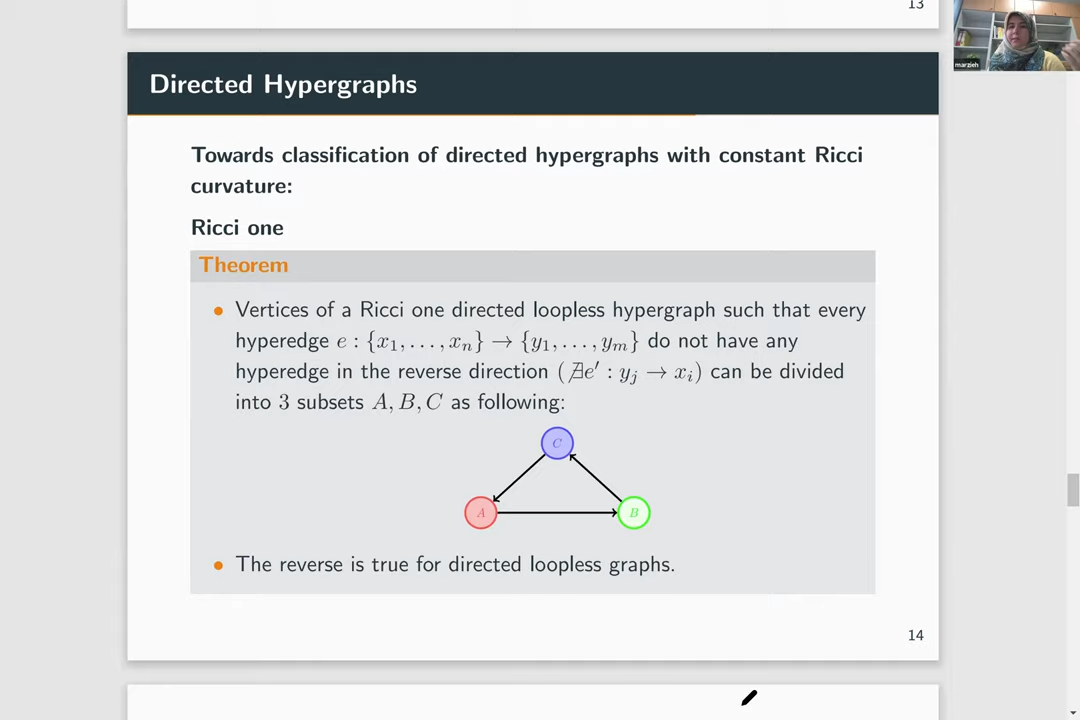 13
marzieh
Directed Hypergraphs
Towards classification of directed hypergraphs with constant Ricci
curvature:
Ricci one
Theorem
• Vertices of a Ricci one directed loopless hypergraph such that every
hyperedge e : {x₁, . . . , xₙ} → {y₁, . . . , yₘ} do not have any
hyperedge in the reverse direction (∄e′ : yⱼ → xᵢ) can be divided
into 3 subsets A, B, C as following:
C
A
B
• The reverse is true for directed loopless graphs.
14